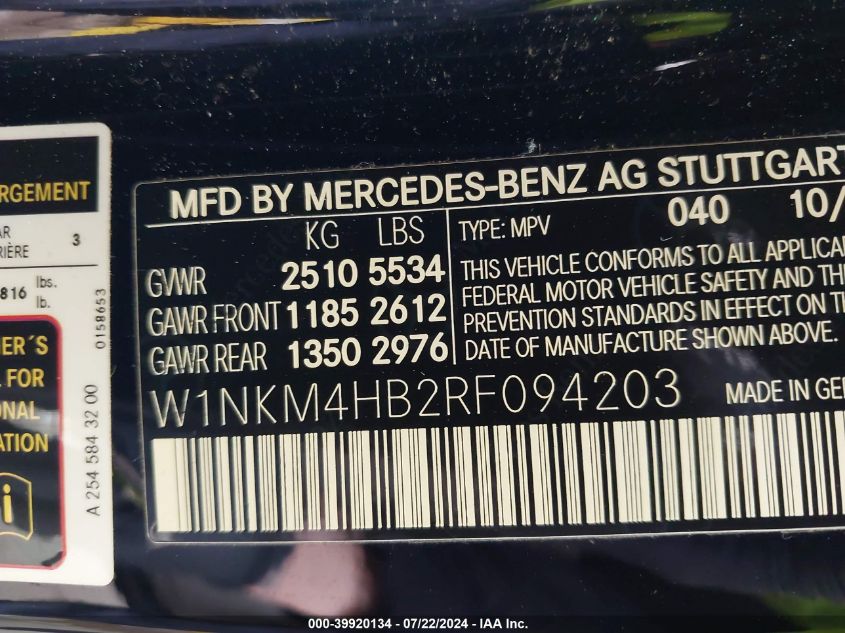 RGEMENT
AR
RIÈRE 3
816 lbs.
lb.
0158653
ER´S
L FOR
ONAL
ATION
A 254 584 32 00
MFD BY MERCEDES-BENZ AG STUTTGART
KG LBS
GVWR 2510 5534
GAWR FRONT 1185 2612
GAWR REAR 1350 2976
040 10/
TYPE: MPV
THIS VEHICLE CONFORMS TO ALL APPLICA
FEDERAL MOTOR VEHICLE SAFETY AND THE
PREVENTION STANDARDS IN EFFECT ON TH
DATE OF MANUFACTURE SHOWN ABOVE.
W1NKM4HB2RF094203
MADE IN GER
000-39920134 - 07/22/2024 - IAA Inc.